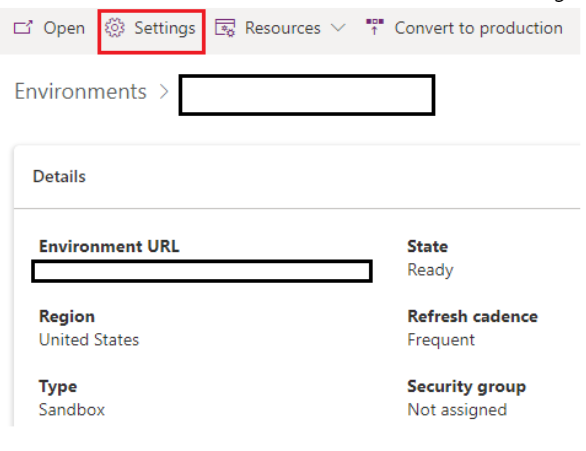 Open Settings Resources Convert to production
Environments >
Details
Environment URL State
Ready
Region Refresh cadence
United States Frequent
Type Security group
Sandbox Not assigned